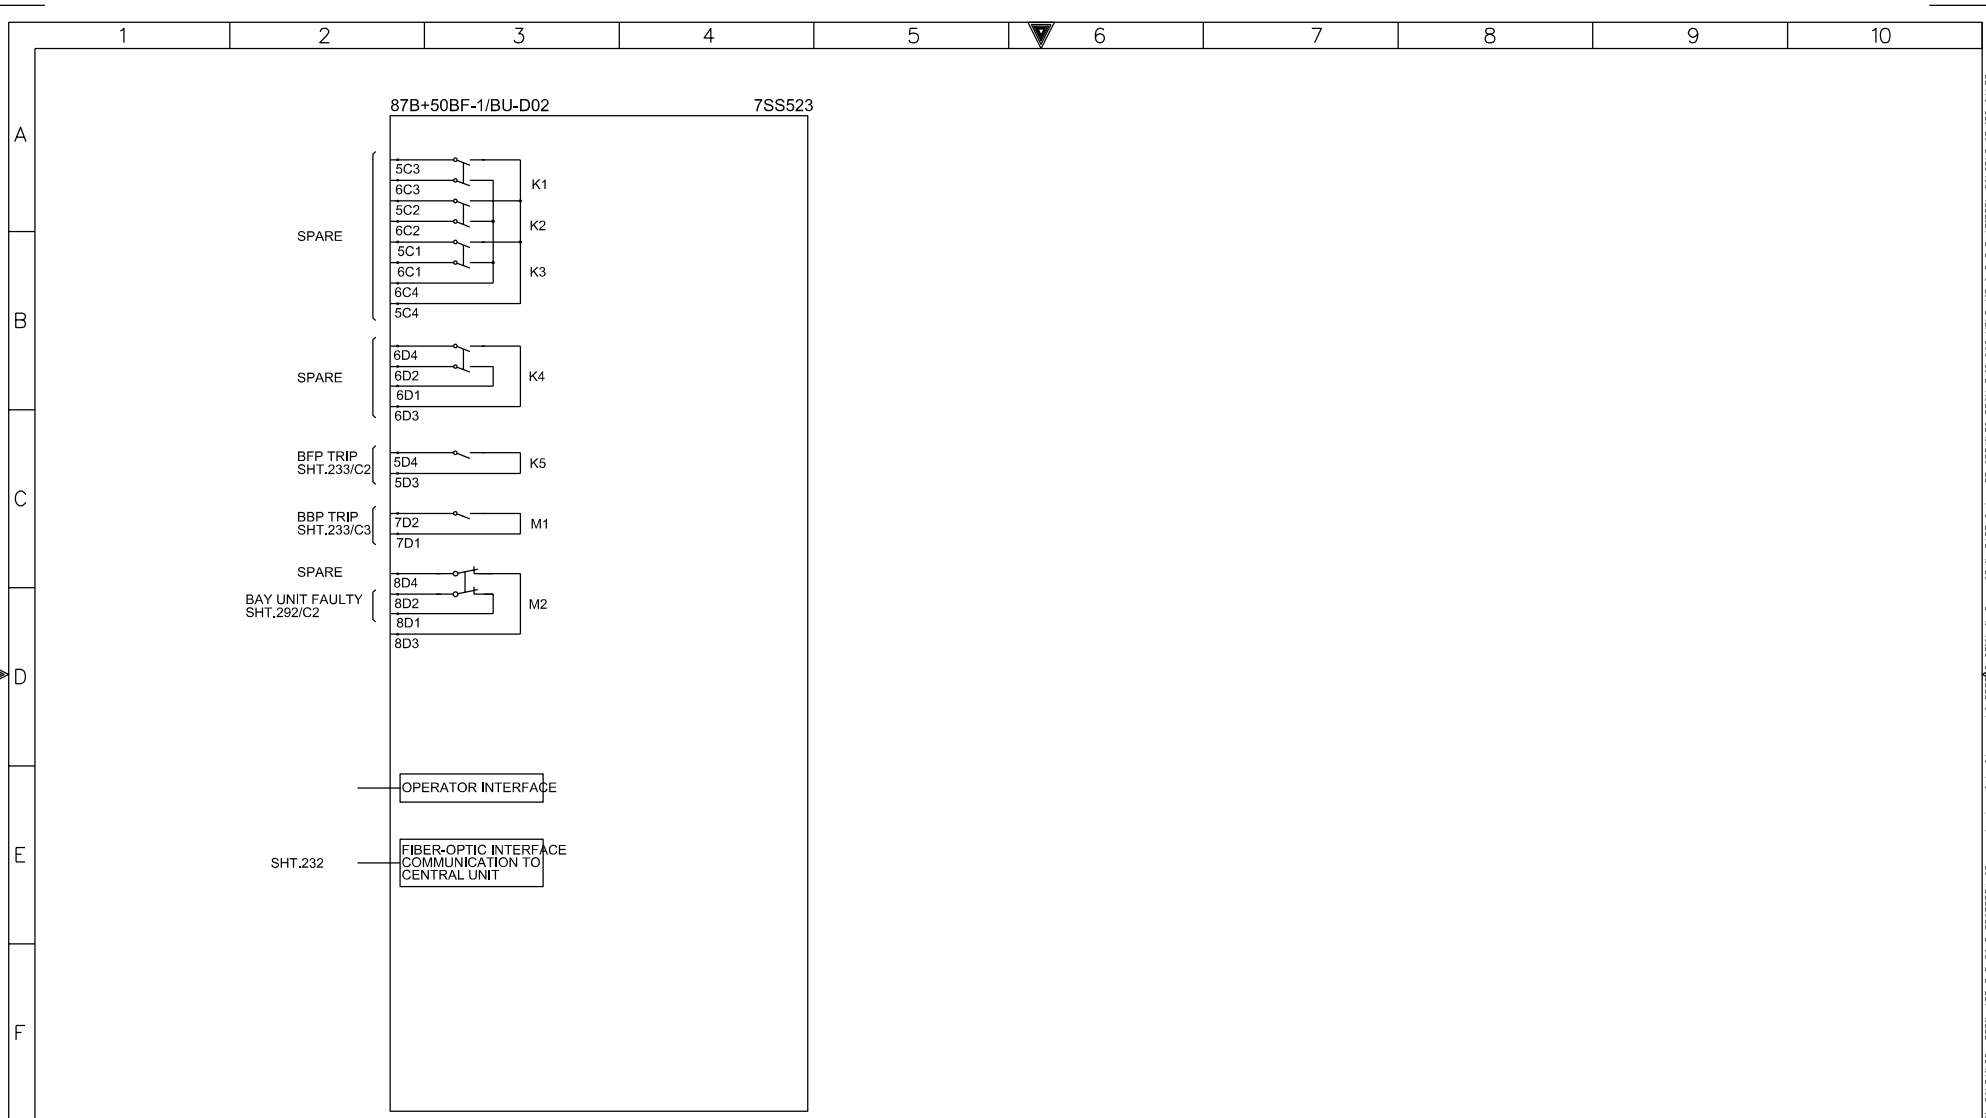 1 2 3 4 5 6 7 8 9 10
87B+50BF-1/BU-D02 7SS523
A
5C3
K1
6C3
5C2
K2
6C2
SPARE
5C1
K3
6C1
6C4
5C4
B
6D4
SPARE
6D2
K4
6D1
6D3
BFP TRIP
SHT.233/C2
5D4
K5
5D3
C
BBP TRIP
SHT.233/C3
7D2
M1
7D1
SPARE
8D4
BAY UNIT FAULTY
SHT.292/C2
8D2
M2
8D1
8D3
D
OPERATOR INTERFACE
E
SHT.232
FIBER-OPTIC INTERFACE
COMMUNICATION TO
CENTRAL UNIT
F